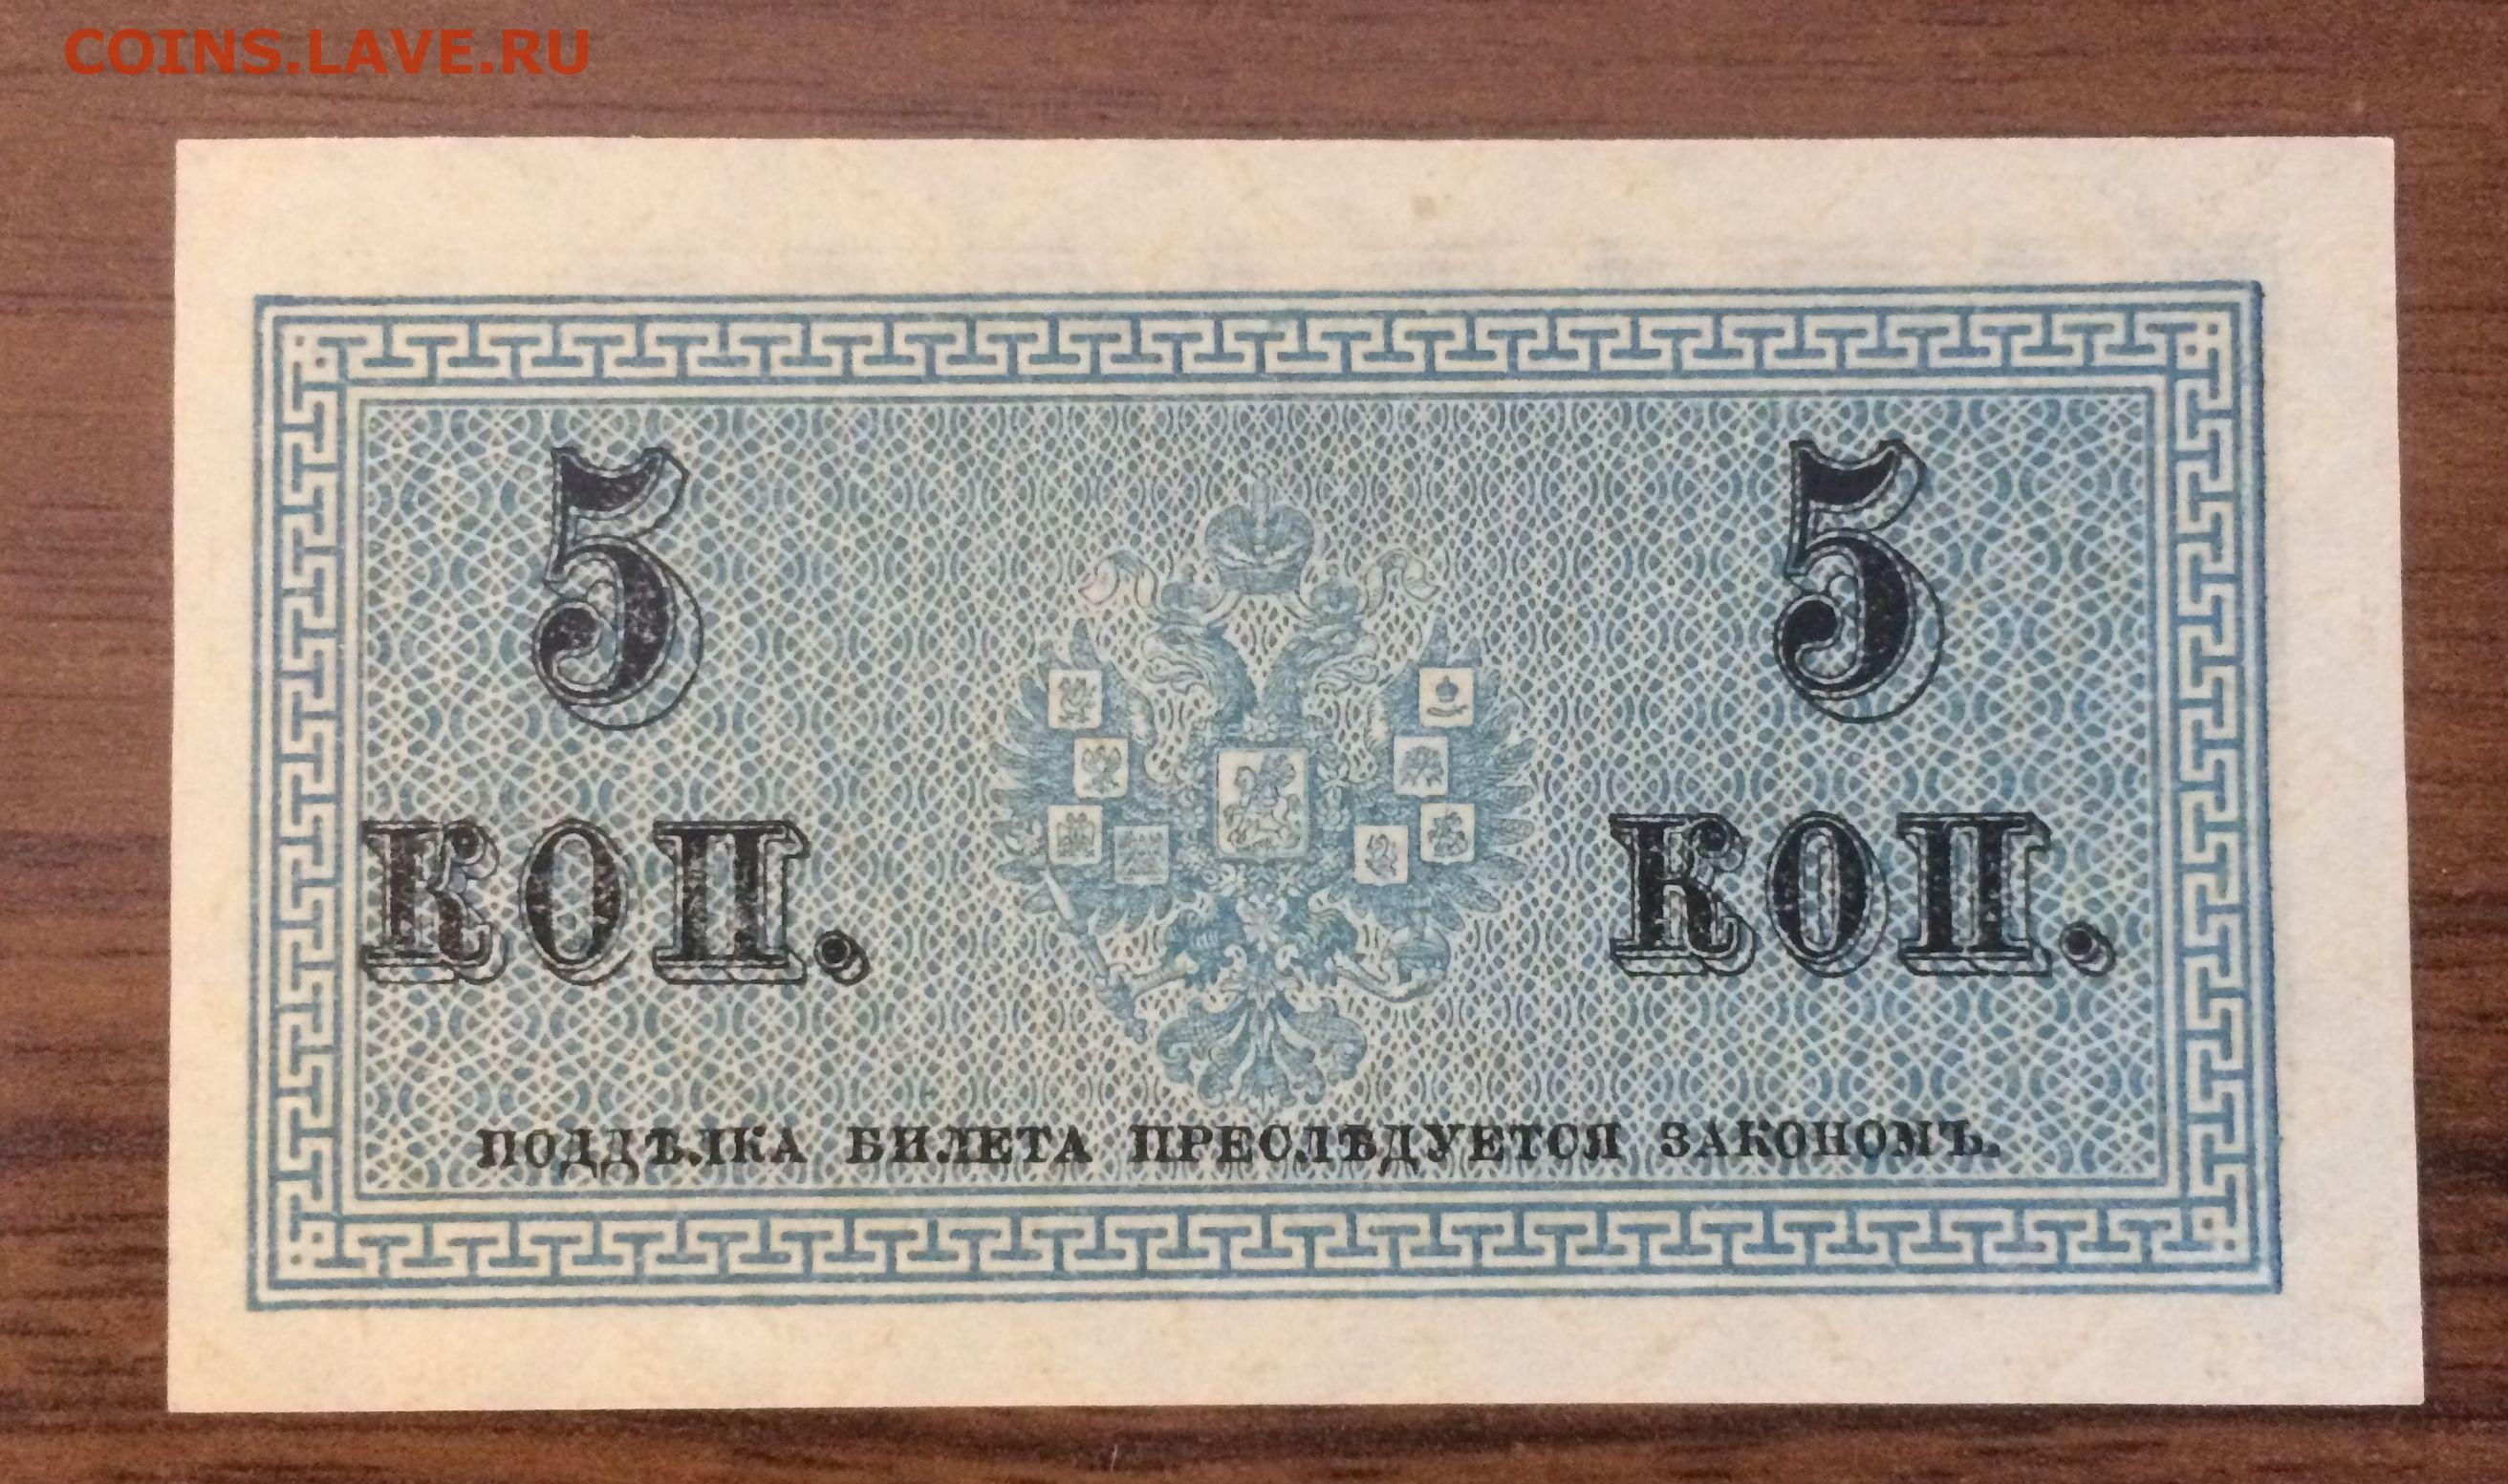 COINS.LAVE.RU
5 5
КОП. КОП.
ПОДДѢЛКА БИЛЕТА ПРЕСЛѢДУЕТСЯ ЗАКОНОМЪ.